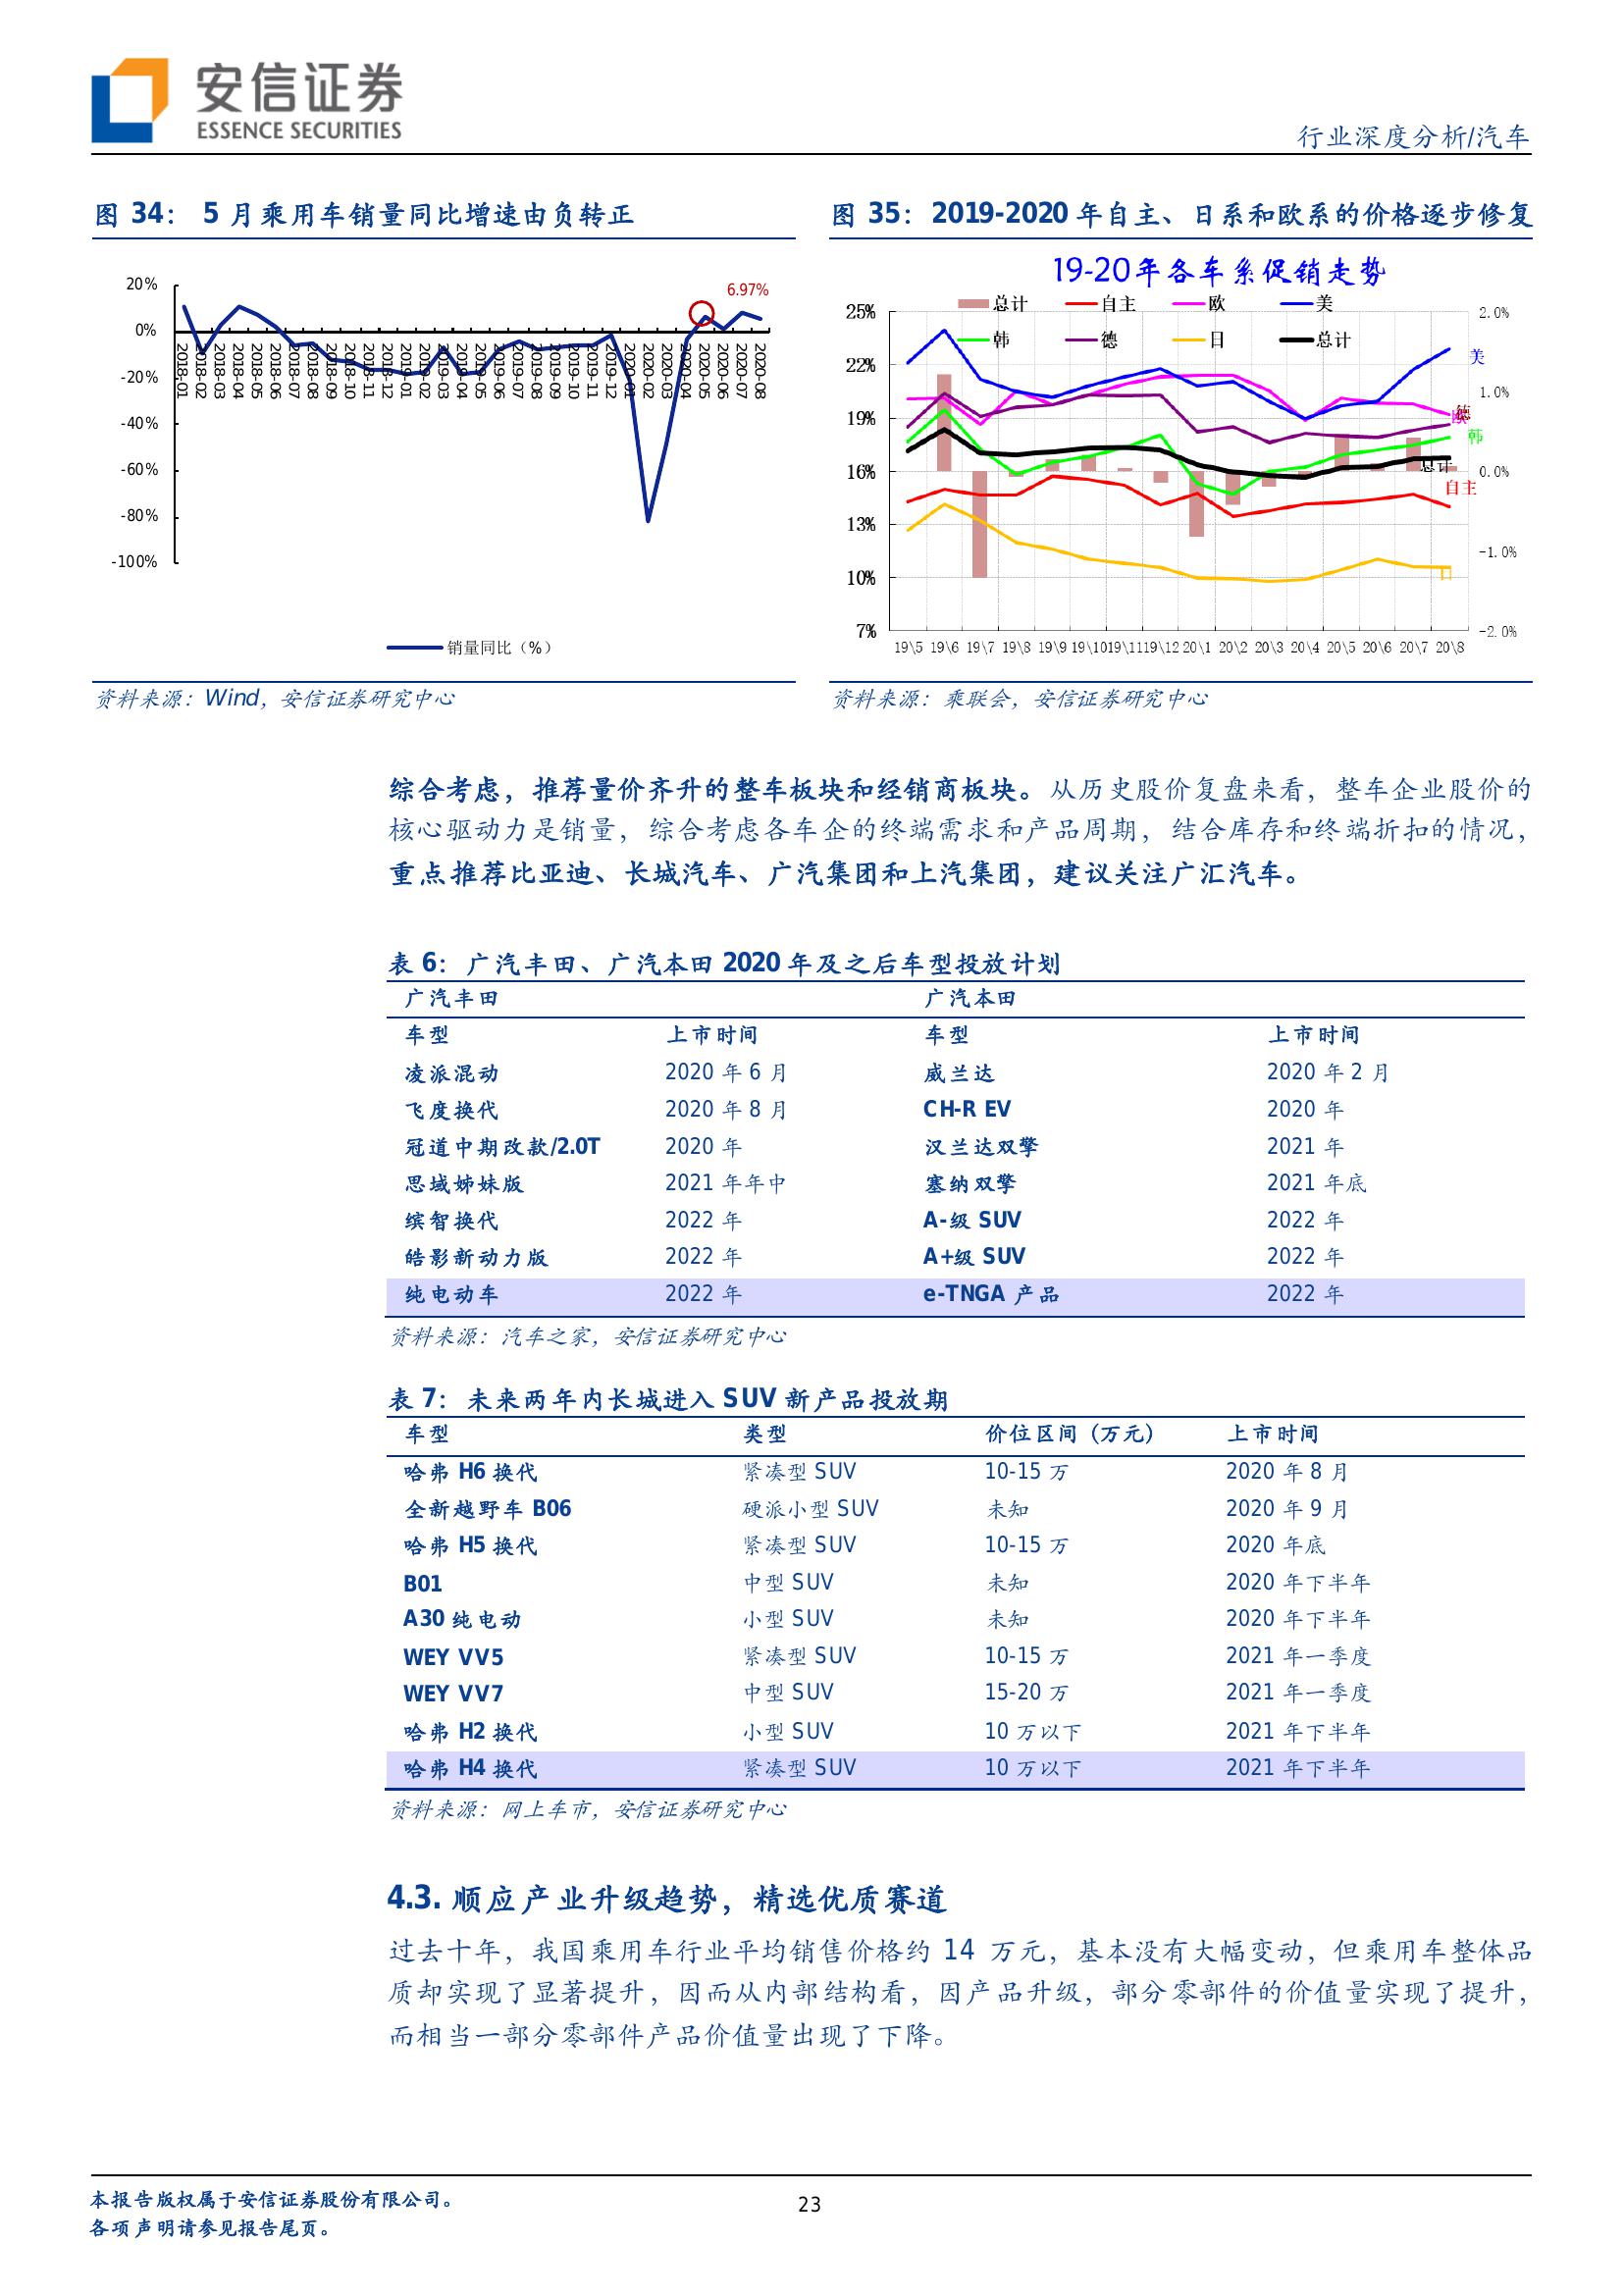 安信证券
ESSENCE SECURITIES
行业深度分析/汽车
图 34： 5 月乘用车销量同比增速由负转正
20%
0%
-20%
-40%
-60%
-80%
-100%
6.97%
2018-01
2018-02
2018-03
2018-04
2018-05
2018-06
2018-07
2018-08
2018-09
2018-10
2018-11
2018-12
2019-01
2019-02
2019-03
2019-04
2019-05
2019-06
2019-07
2019-08
2019-09
2019-10
2019-11
2019-12
2020-01
2020-02
2020-03
2020-04
2020-05
2020-06
2020-07
2020-08
销量同比（%）
资料来源：Wind，安信证券研究中心
图 35：2019-2020 年自主、日系和欧系的价格逐步修复
19-20年各车系促销走势
总计 自主 欧 美
韩 德 日 总计
25%
22%
19%
16%
13%
10%
7%
2.0%
1.0%
0.0%
-1.0%
-2.0%
美
德
欧
韩
总计
自主
日
19\5 19\6 19\7 19\8 19\9 19\10 19\11 19\12 20\1 20\2 20\3 20\4 20\5 20\6 20\7 20\8
资料来源：乘联会，安信证券研究中心
综合考虑，推荐量价齐升的整车板块和经销商板块。从历史股价复盘来看，整车企业股价的
核心驱动力是销量，综合考虑各车企的终端需求和产品周期，结合库存和终端折扣的情况，
重点推荐比亚迪、长城汽车、广汽集团和上汽集团，建议关注广汇汽车。
表 6：广汽丰田、广汽本田 2020 年及之后车型投放计划
广汽丰田 广汽本田
车型 上市时间 车型 上市时间
凌派混动 2020 年 6 月 威兰达 2020 年 2 月
飞度换代 2020 年 8 月 CH-R EV 2020 年
冠道中期改款/2.0T 2020 年 汉兰达双擎 2021 年
思域姊妹版 2021 年年中 塞纳双擎 2021 年底
缤智换代 2022 年 A-级 SUV 2022 年
皓影新动力版 2022 年 A+级 SUV 2022 年
纯电动车 2022 年 e-TNGA 产品 2022 年
资料来源：汽车之家，安信证券研究中心
表 7：未来两年内长城进入 SUV 新产品投放期
车型 类型 价位区间（万元） 上市时间
哈弗 H6 换代 紧凑型 SUV 10-15 万 2020 年 8 月
全新越野车 B06 硬派小型 SUV 未知 2020 年 9 月
哈弗 H5 换代 紧凑型 SUV 10-15 万 2020 年底
B01 中型 SUV 未知 2020 年下半年
A30 纯电动 小型 SUV 未知 2020 年下半年
WEY VV5 紧凑型 SUV 10-15 万 2021 年一季度
WEY VV7 中型 SUV 15-20 万 2021 年一季度
哈弗 H2 换代 小型 SUV 10 万以下 2021 年下半年
哈弗 H4 换代 紧凑型 SUV 10 万以下 2021 年下半年
资料来源：网上车市，安信证券研究中心
4.3. 顺应产业升级趋势，精选优质赛道
过去十年，我国乘用车行业平均销售价格约 14 万元，基本没有大幅变动，但乘用车整体品
质却实现了显著提升，因而从内部结构看，因产品升级，部分零部件的价值量实现了提升，
而相当一部分零部件产品价值量出现了下降。
本报告版权属于安信证券股份有限公司。
各项声明请参见报告尾页。
23